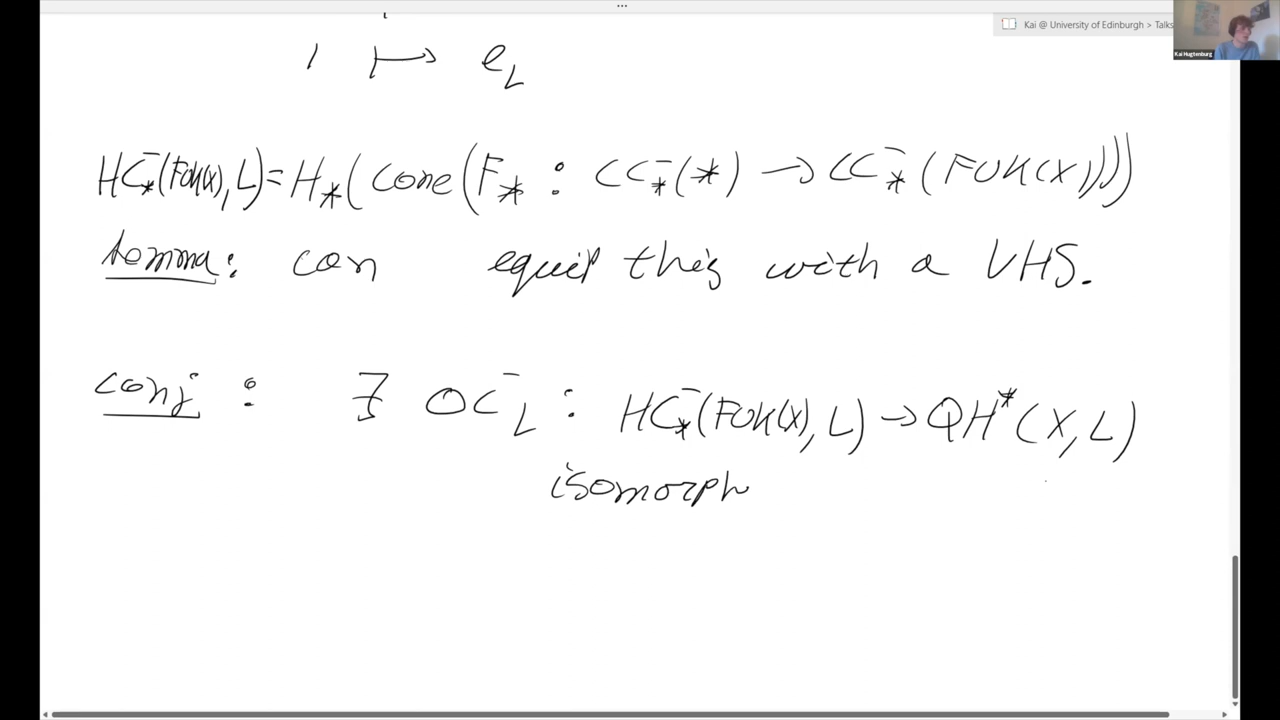 Kai @ University of Edinburgh > Talks
Kai Hugtenburg
1 ↦ e_L
HC^-_*(Fuk(X), L) = H_*(Cone(F_* : CC^-_*(*) → CC^-_*(FUK(X))))
Lemma: can equip this with a VHS.
conj : ∃ OC^-_L : HC^-_*(FUK(X), L) → QH^*(X, L)
isomorph